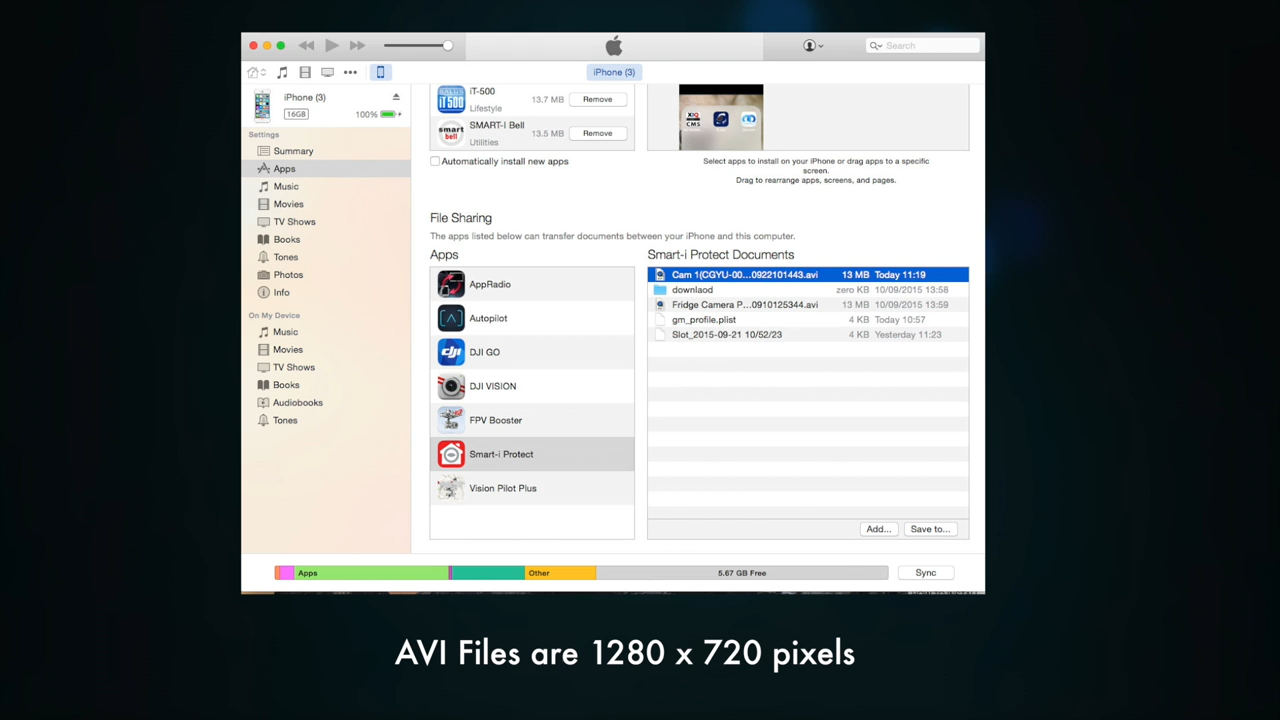 Search
iPhone (3)
iPhone (3)
16GB
100%
Settings
Summary
Apps
Music
Movies
TV Shows
Books
Tones
Photos
Info
On My Device
Music
Movies
TV Shows
Books
Audiobooks
Tones
iT-500
Lifestyle
13.7 MB
Remove
SMART-I Bell
Utilities
13.5 MB
Remove
Automatically install new apps
Select apps to install on your iPhone or drag apps to a specific
screen.
Drag to rearrange apps, screens, and pages.
File Sharing
The apps listed below can transfer documents between your iPhone and this computer.
Apps
AppRadio
Autopilot
DJI GO
DJI VISION
FPV Booster
Smart-i Protect
Vision Pilot Plus
Smart-i Protect Documents
Cam 1(CGYU-00...0922101443.avi 13 MB Today 11:19
downlaod zero KB 10/09/2015 13:58
Fridge Camera P...0910125344.avi 13 MB 10/09/2015 13:59
gm_profile.plist 4 KB Today 10:57
Slot_2015-09-21 10/52/23 4 KB Yesterday 11:23
Add...
Save to...
Apps
Other
5.67 GB Free
Sync
AVI Files are 1280 x 720 pixels